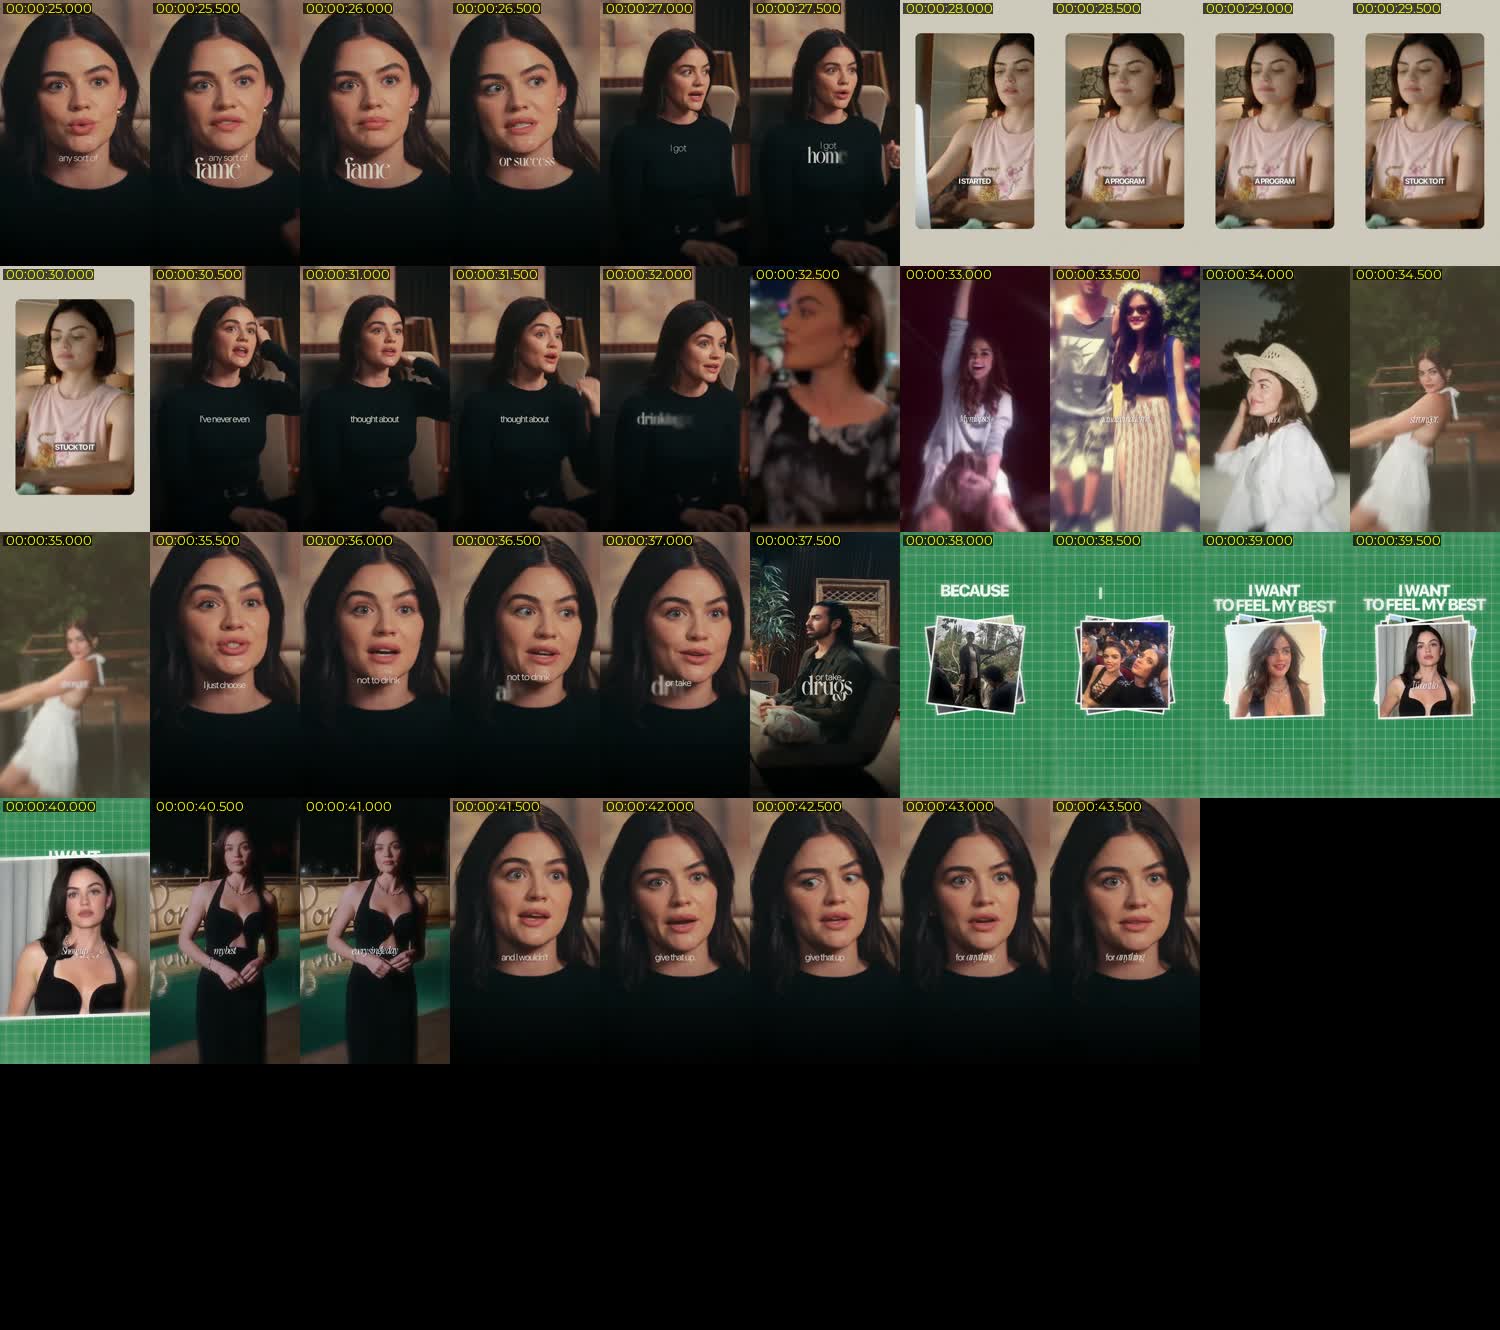 00:00:25.000
any sort of
00:00:25.500
any sort of
fame
00:00:26.000
fame
00:00:26.500
or success
00:00:27.000
I got
00:00:27.500
I got
home
00:00:28.000
I STARTED
00:00:28.500
A PROGRAM
00:00:29.000
A PROGRAM
00:00:29.500
STUCK TO IT
00:00:30.000
STUCK TO IT
00:00:30.500
I've never even
00:00:31.000
thought about
00:00:31.500
thought about
00:00:32.000
drinking
00:00:32.500
00:00:33.000
00:00:33.500
00:00:34.000
00:00:34.500
stronger.
00:00:35.000
00:00:35.500
I just choose
00:00:36.000
not to drink
00:00:36.500
not to drink
al
00:00:37.000
or take
d
00:00:37.500
or take
drugs
00:00:38.000
BECAUSE
00:00:38.500
I
00:00:39.000
I WANT
TO FEEL MY BEST
00:00:39.500
I WANT
TO FEEL MY BEST
00:00:40.000
I WANT
Show up
00:00:40.500
my best
00:00:41.000
every single day
00:00:41.500
and I wouldn't
00:00:42.000
give that up.
00:00:42.500
give that up
00:00:43.000
for anything
00:00:43.500
for anything